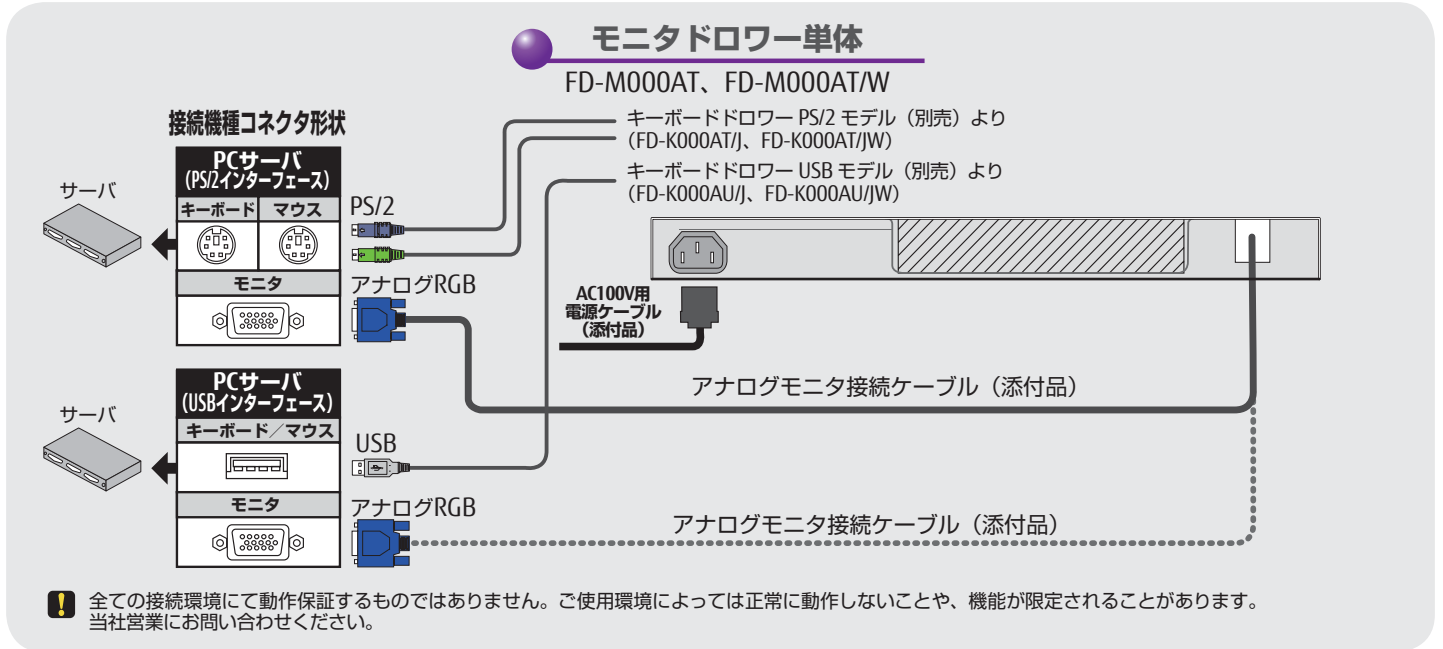 モニタドロワー単体
FD-M000AT、FD-M000AT/W
接続機種コネクタ形状
キーボードドロワー PS/2 モデル（別売）より
（FD-K000AT/J、FD-K000AT/JW）
キーボードドロワー USB モデル（別売）より
（FD-K000AU/J、FD-K000AU/JW）
サーバ
PCサーバ
（PS/2インターフェース）
キーボード
マウス
PS/2
モニタ
アナログRGB
AC100V用
電源ケーブル
（添付品）
アナログモニタ接続ケーブル（添付品）
サーバ
PCサーバ
（USBインターフェース）
キーボード／マウス
USB
モニタ
アナログRGB
アナログモニタ接続ケーブル（添付品）
全ての接続環境にて動作保証するものではありません。ご使用環境によっては正常に動作しないことや、機能が限定されることがあります。
当社営業にお問い合わせください。